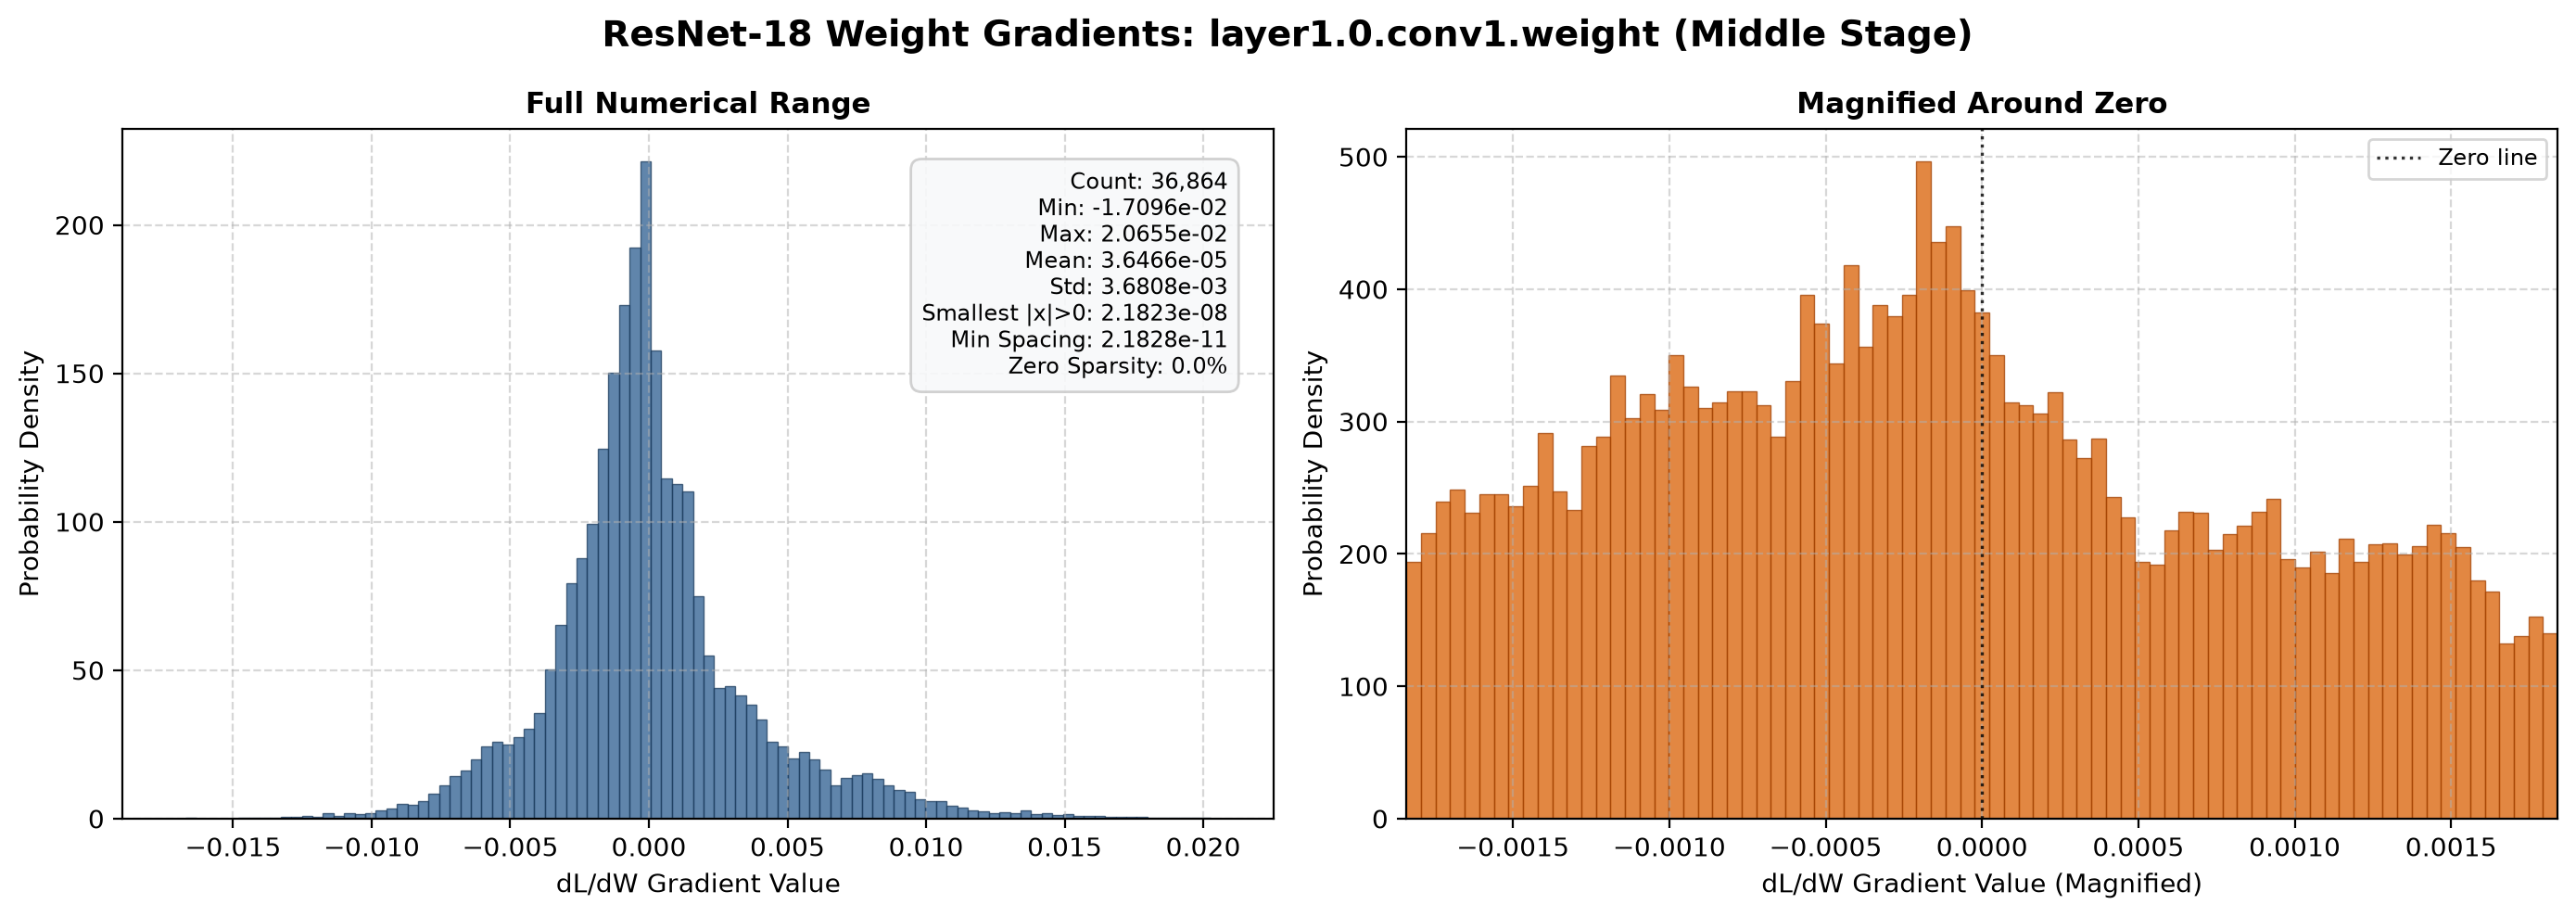 ResNet-18 Weight Gradients: layer1.0.conv1.weight (Middle Stage)
Full Numerical Range
Probability Density
200
150
100
50
0
Count: 36,864
Min: -1.7096e-02
Max: 2.0655e-02
Mean: 3.6466e-05
Std: 3.6808e-03
Smallest |x|>0: 2.1823e-08
Min Spacing: 2.1828e-11
Zero Sparsity: 0.0%
−0.015 −0.010 −0.005 0.000 0.005 0.010 0.015 0.020
dL/dW Gradient Value
Magnified Around Zero
Probability Density
500
400
300
200
100
0
Zero line
−0.0015 −0.0010 −0.0005 0.0000 0.0005 0.0010 0.0015
dL/dW Gradient Value (Magnified)